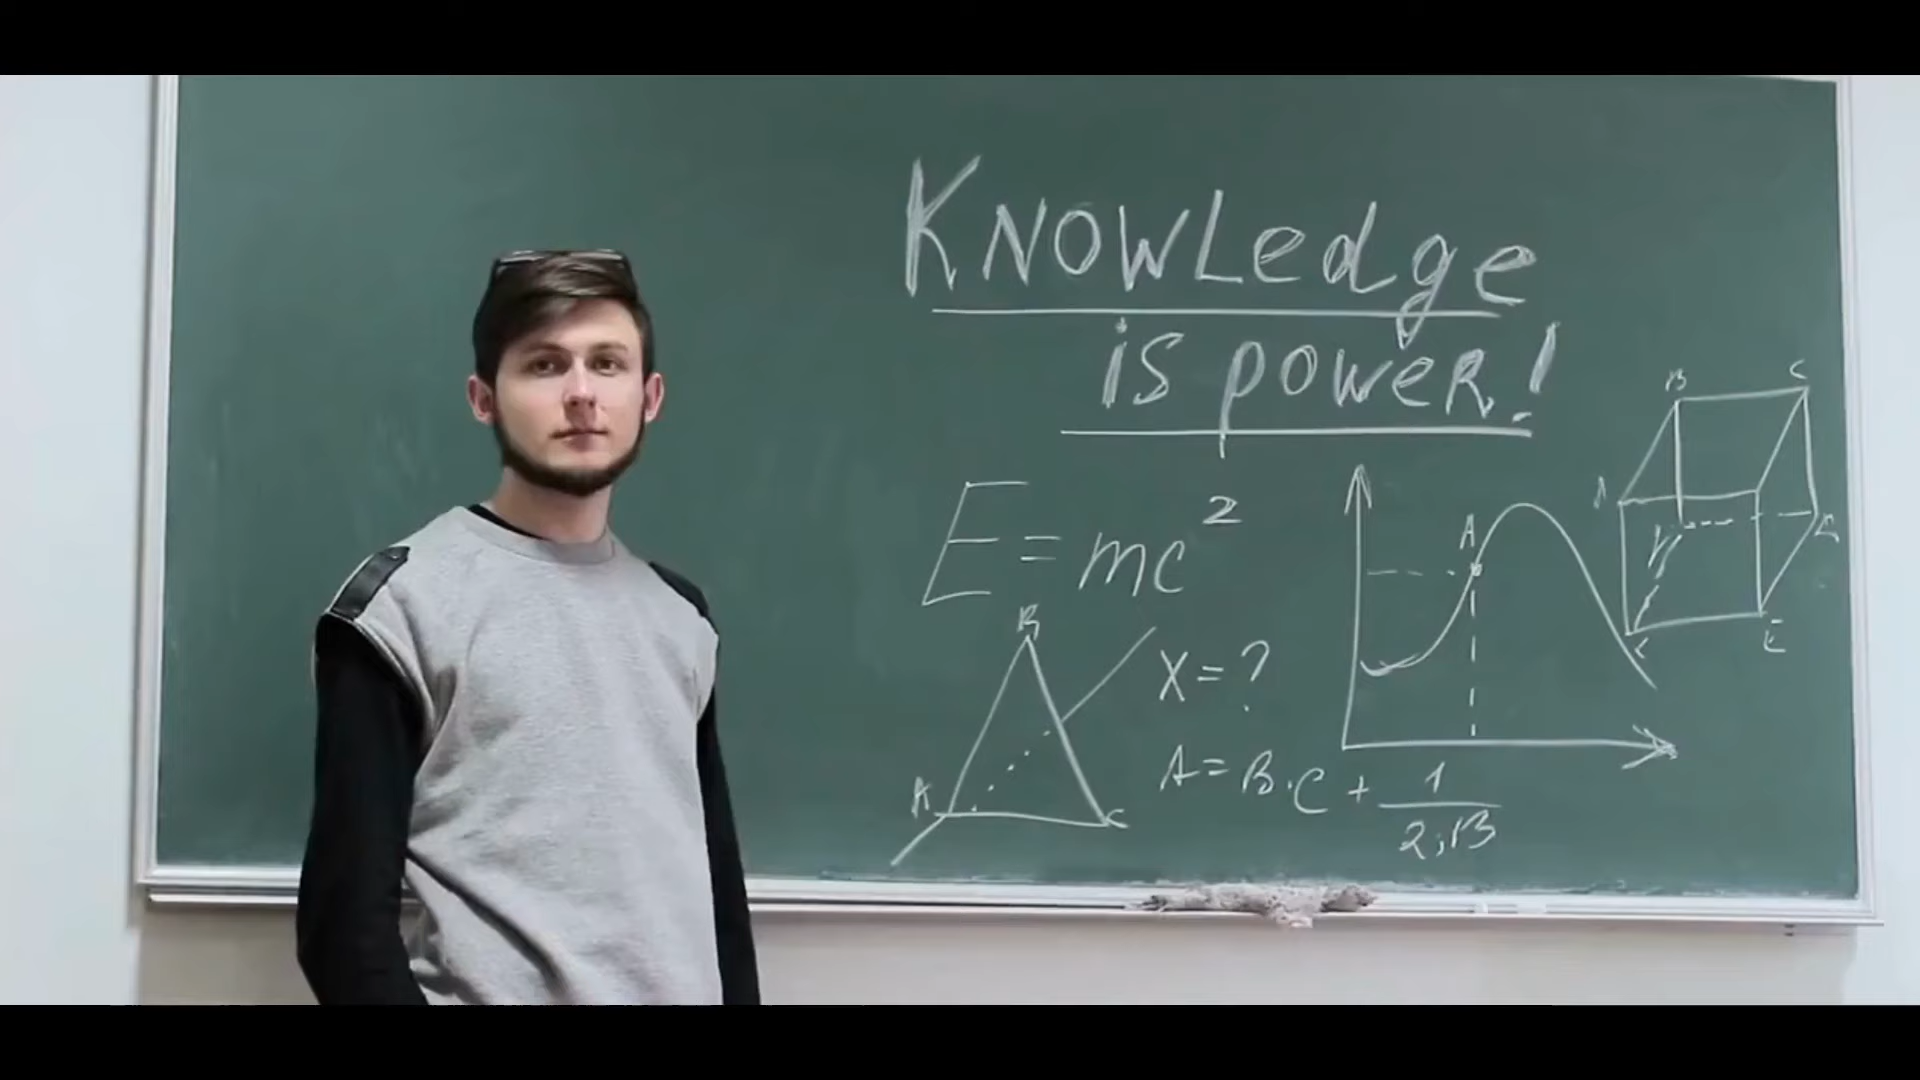 KNOWLedge
is poweR!
E=mc²
B
A
C
X=?
A=B.C+1/2;B
A
B
C
A
E